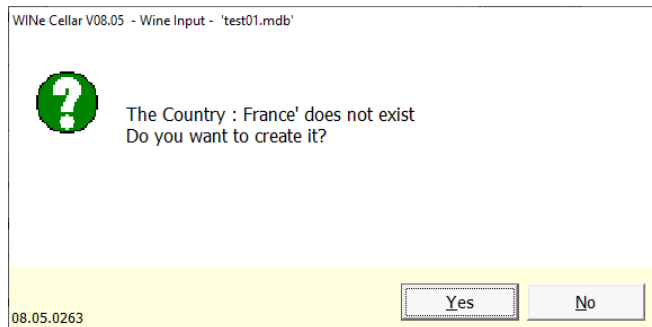 WINe Cellar V08.05 - Wine Input - 'test01.mdb'
The Country : France' does not exist
Do you want to create it?
Yes
No
08.05.0263